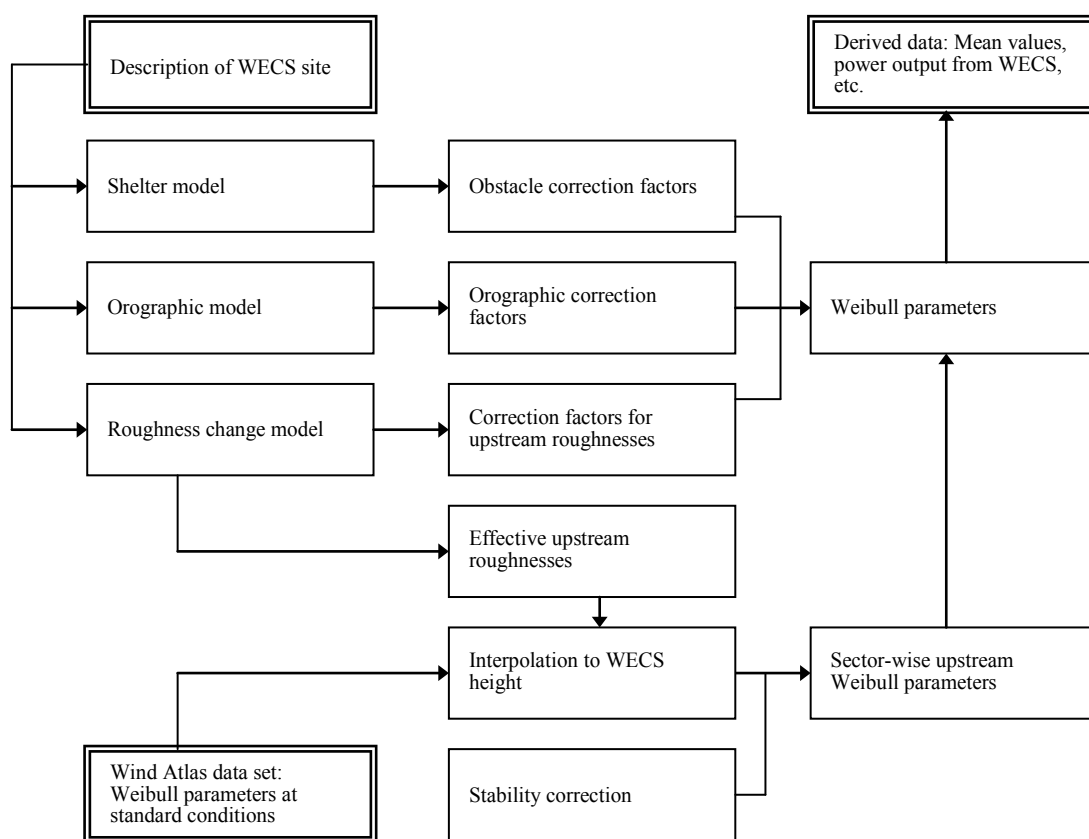 Description of WECS site
Derived data: Mean values,
power output from WECS,
etc.
Shelter model
Obstacle correction factors
Orographic model
Orographic correction
factors
Weibull parameters
Roughness change model
Correction factors for
upstream roughnesses
Effective upstream
roughnesses
Interpolation to WECS
height
Sector-wise upstream
Weibull parameters
Wind Atlas data set:
Weibull parameters at
standard conditions
Stability correction